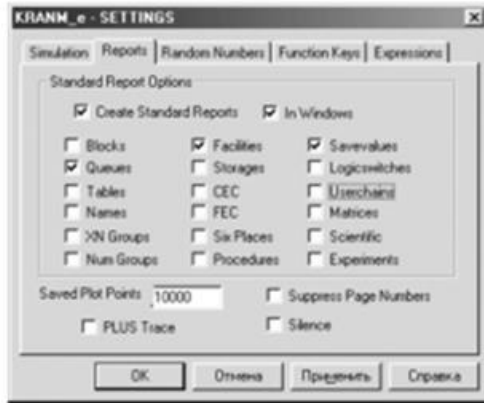 KRANM_e - SETTINGS
Simulation Reports Random Numbers Function Keys Expressions
Standard Report Options
Create Standard Reports In Windows
Blocks Facilities Savevalues
Queues Storages Logicswitches
Tables CEC Userchains
Names FEC Matrices
XN Groups Six Places Scientific
Num Groups Procedures Experiments
Saved Plot Points 10000 Suppress Page Numbers
PLUS Trace Silence
OK Отмена Применить Справка